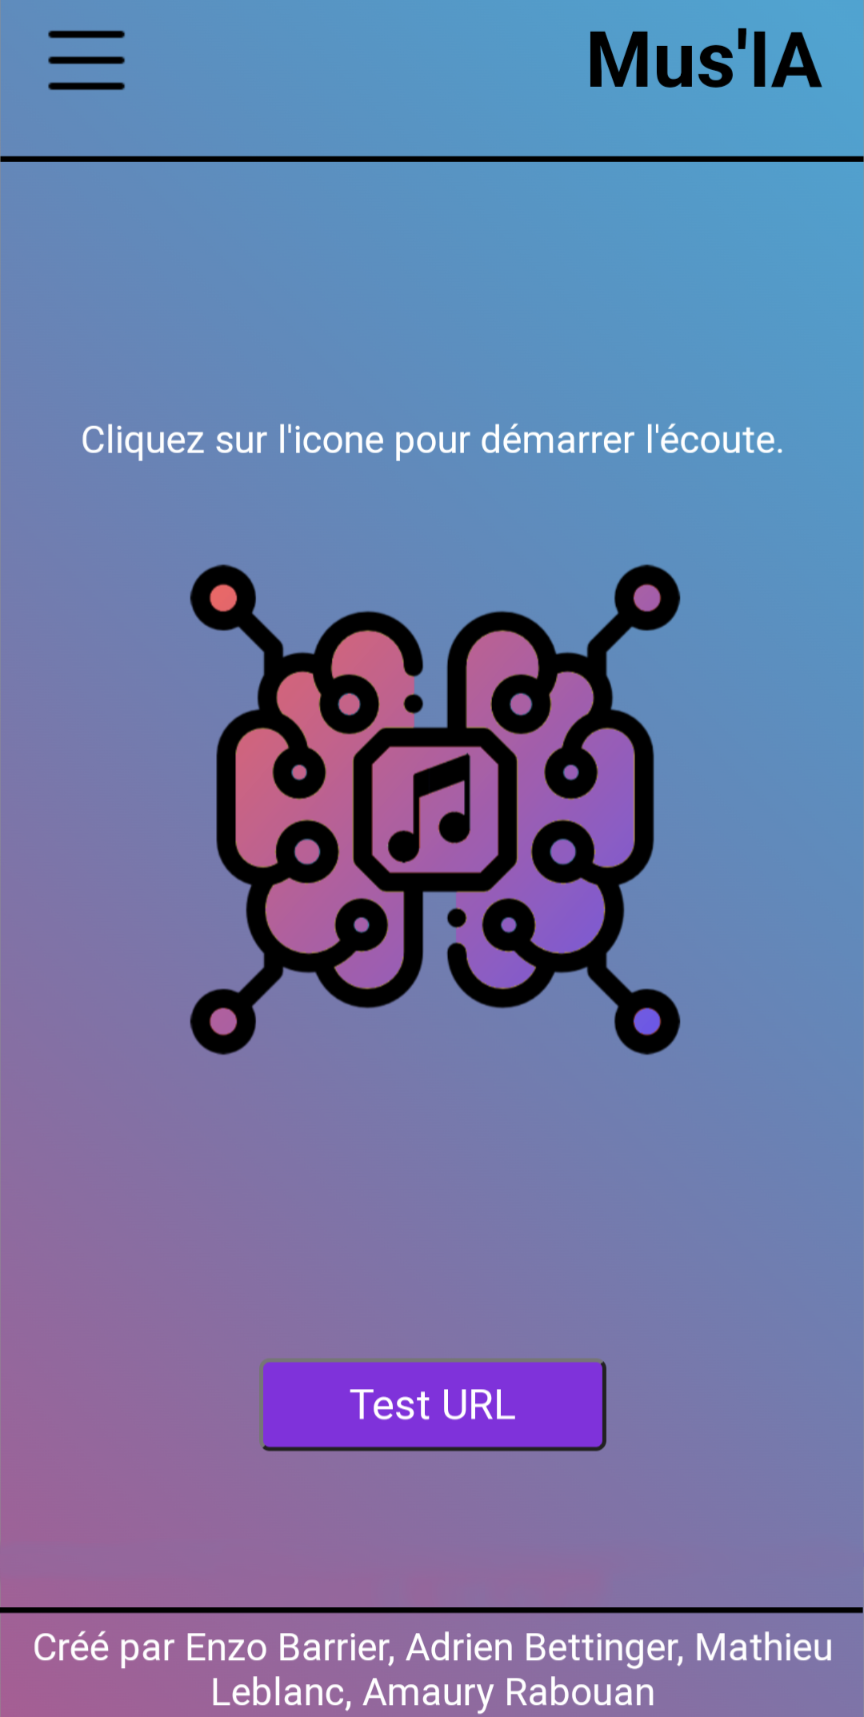 Mus'IA
Cliquez sur l'icone pour démarrer l'écoute.
Test URL
Créé par Enzo Barrier, Adrien Bettinger, Mathieu
Leblanc, Amaury Rabouan